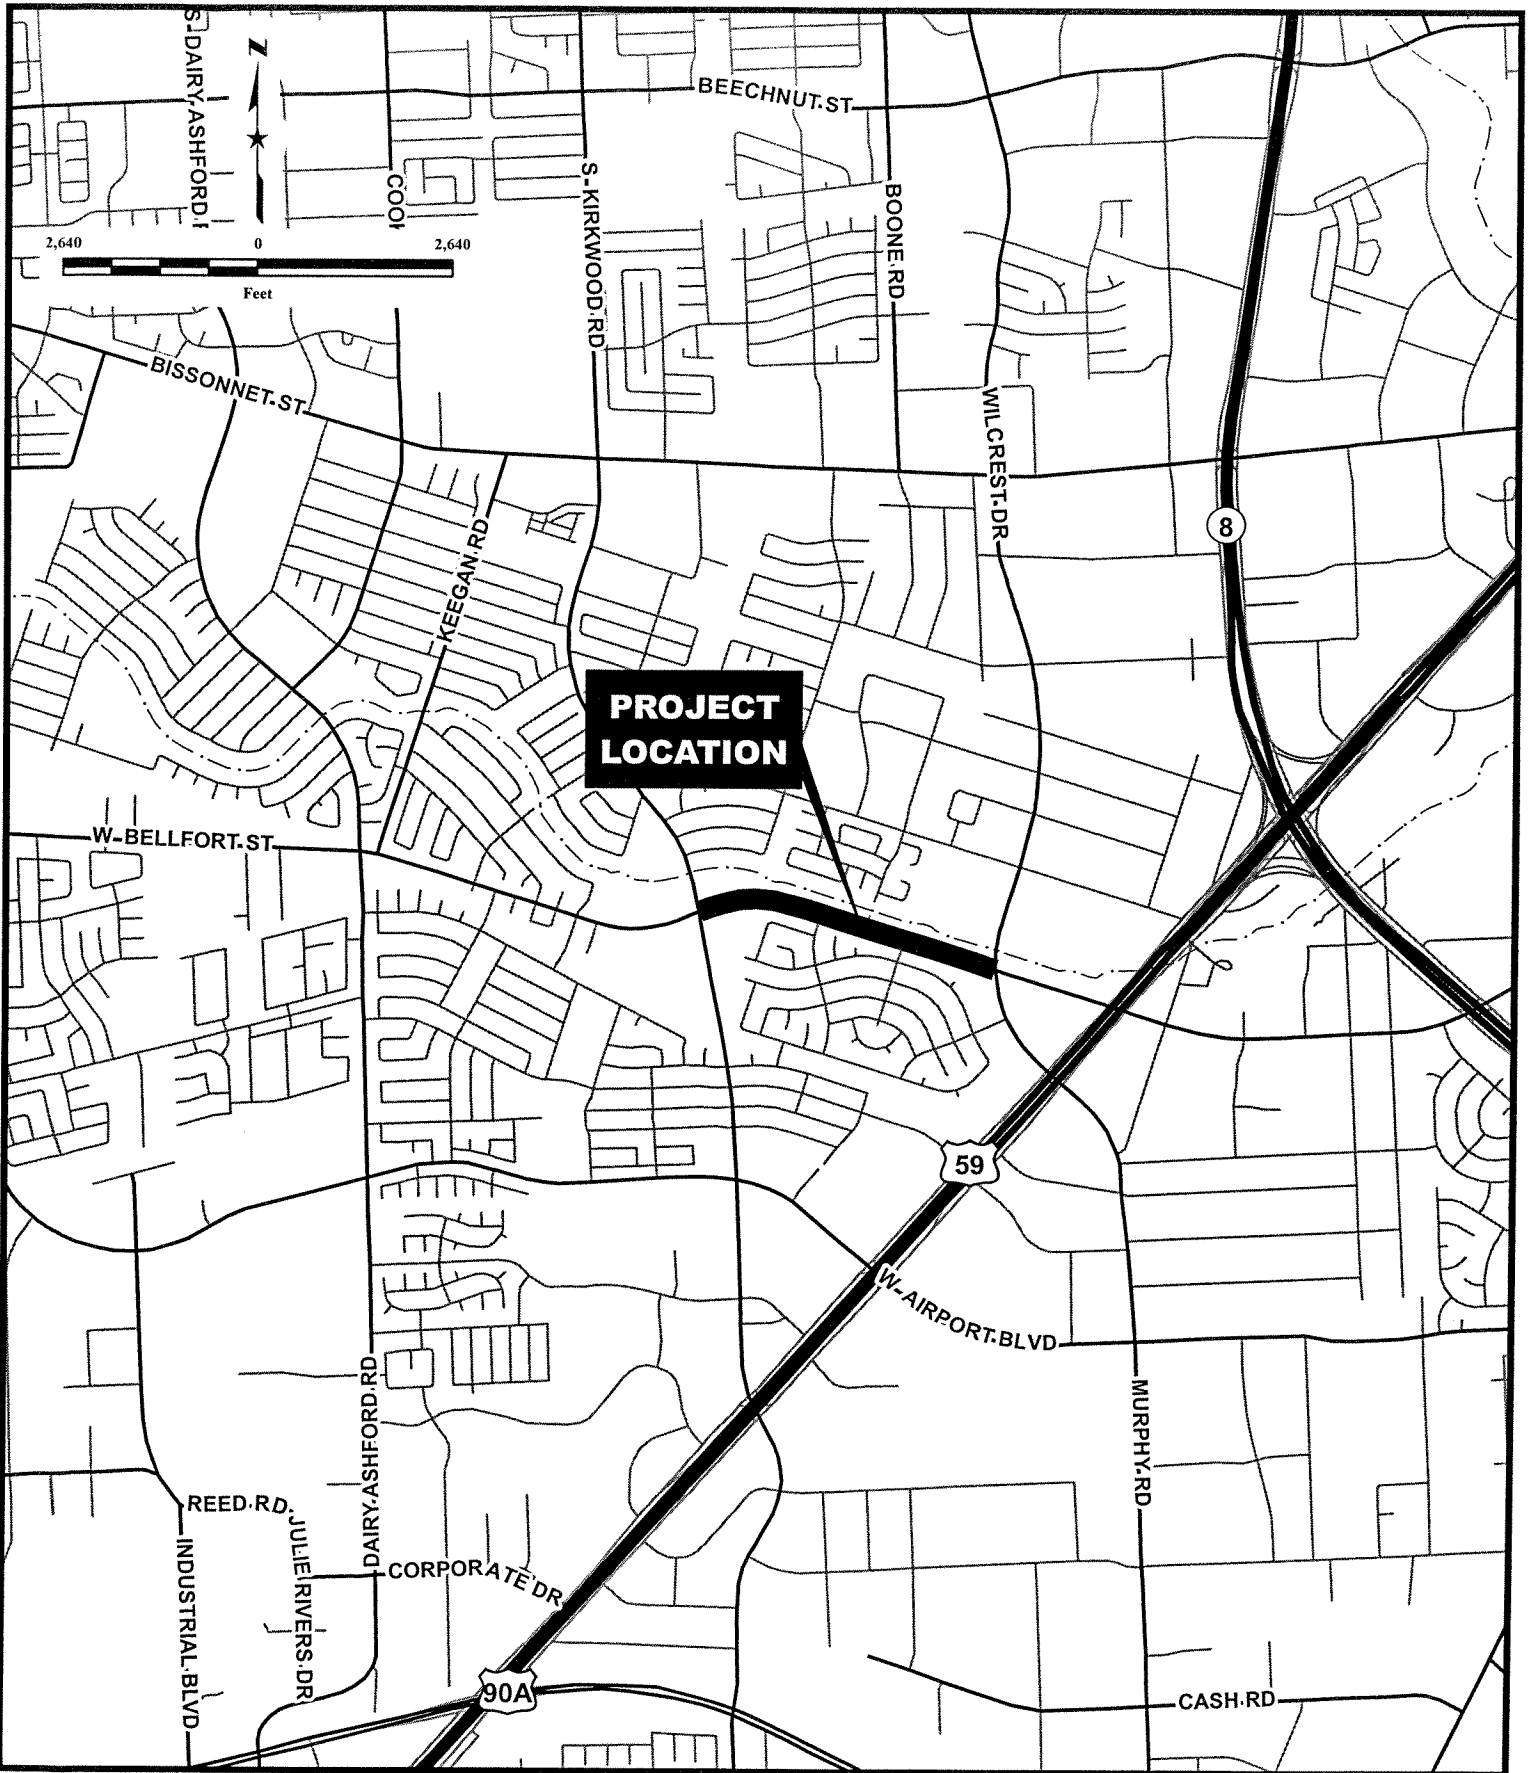 S DAIRY ASHFORD R
N
BEECHNUT ST
COOK
S KIRKWOOD RD
BOONE RD
2,640
0
2,640
Feet
BISSONNET ST
WILCREST DR
8
KEEGAN RD
PROJECT
LOCATION
W BELLFORT ST
59
W AIRPORT BLVD
DAIRY ASHFORD RD
MURPHY RD
REED RD
JULIE RIVERS DR
INDUSTRIAL BLVD
CORPORATE DR
90A
CASH RD